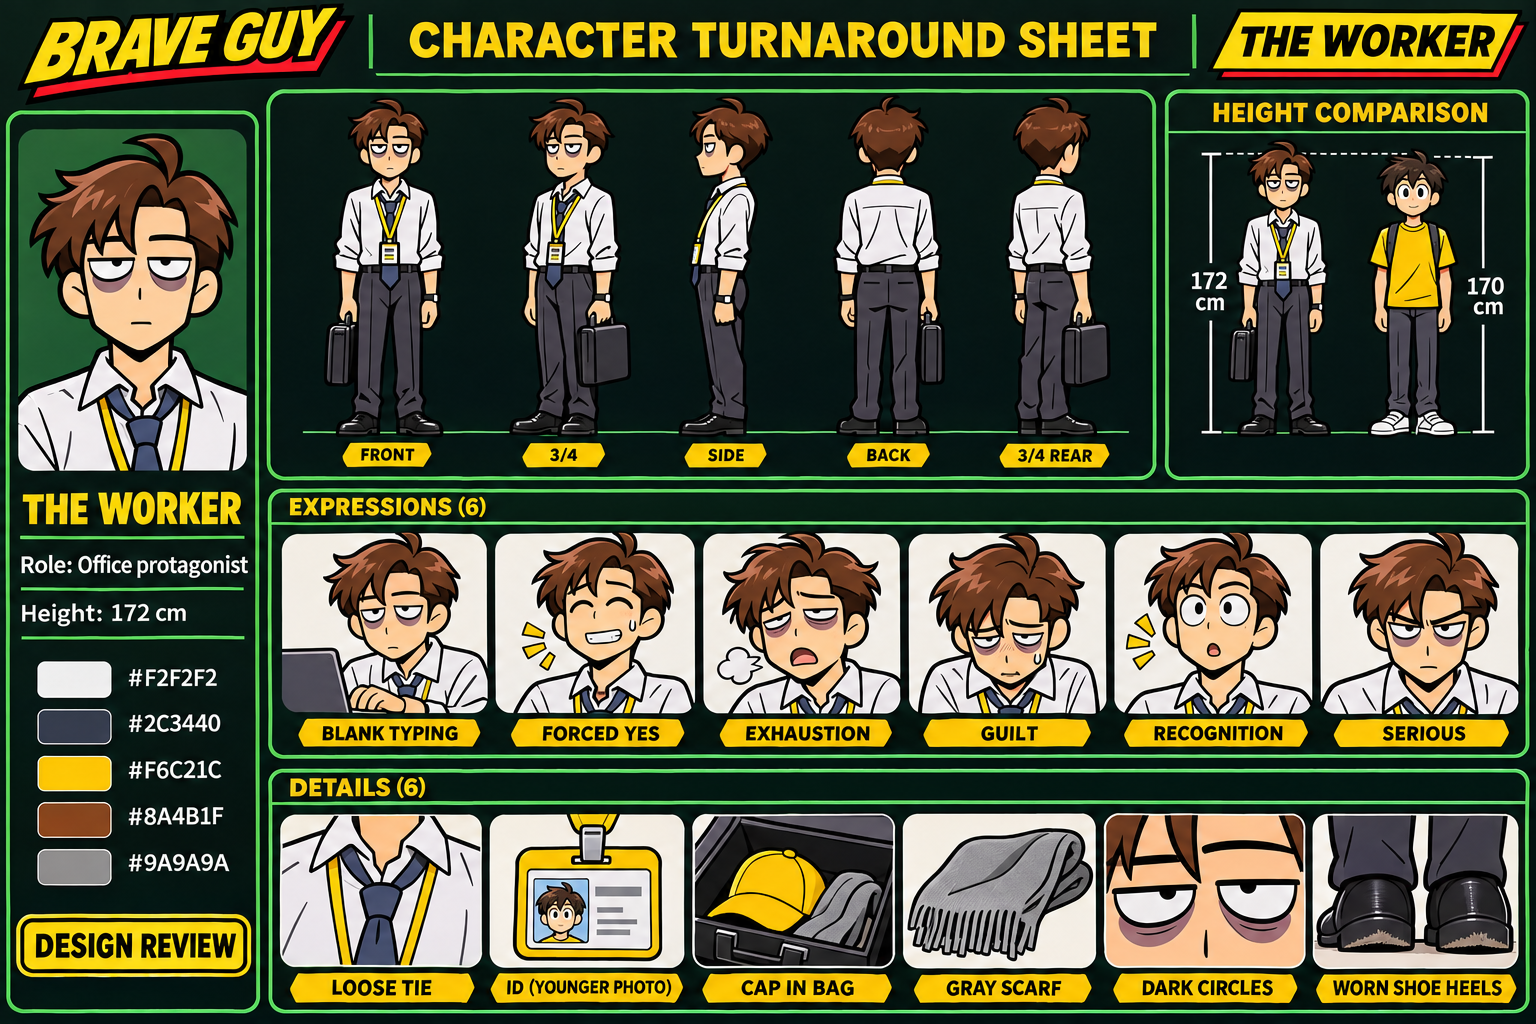 BRAVE GUY
CHARACTER TURNAROUND SHEET
THE WORKER
THE WORKER
Role: Office protagonist
Height: 172 cm
#F2F2F2
#2C3440
#F6C21C
#8A4B1F
#9A9A9A
DESIGN REVIEW
FRONT
3/4
SIDE
BACK
3/4 REAR
HEIGHT COMPARISON
172
cm
170
cm
EXPRESSIONS (6)
BLANK TYPING
FORCED YES
EXHAUSTION
GUILT
RECOGNITION
SERIOUS
DETAILS (6)
LOOSE TIE
ID (YOUNGER PHOTO)
CAP IN BAG
GRAY SCARF
DARK CIRCLES
WORN SHOE HEELS